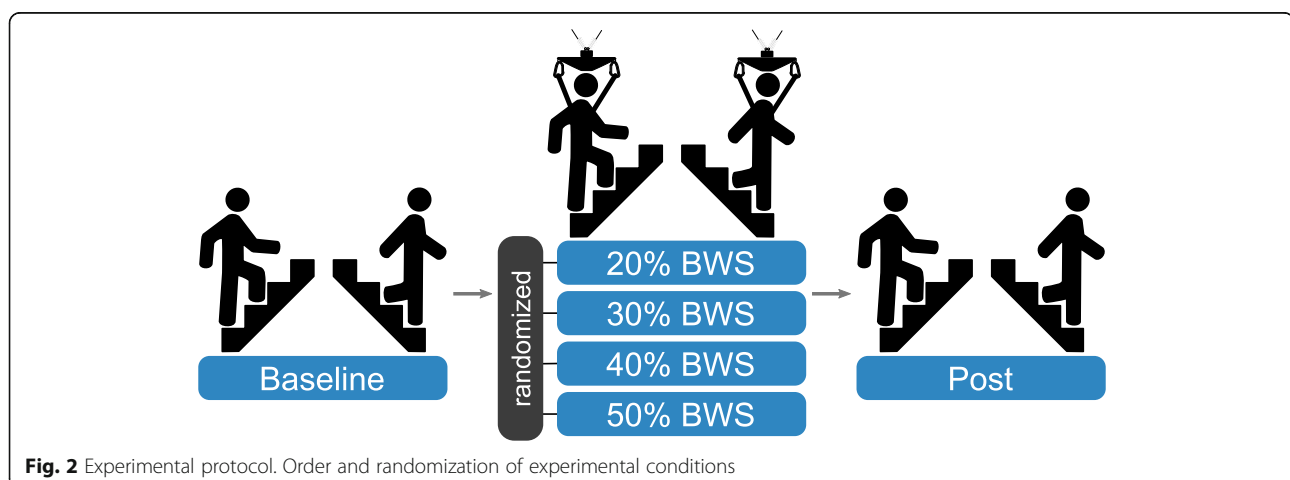 randomized
20% BWS
30% BWS
40% BWS
50% BWS
Baseline
Post
Fig. 2 Experimental protocol. Order and randomization of experimental conditions